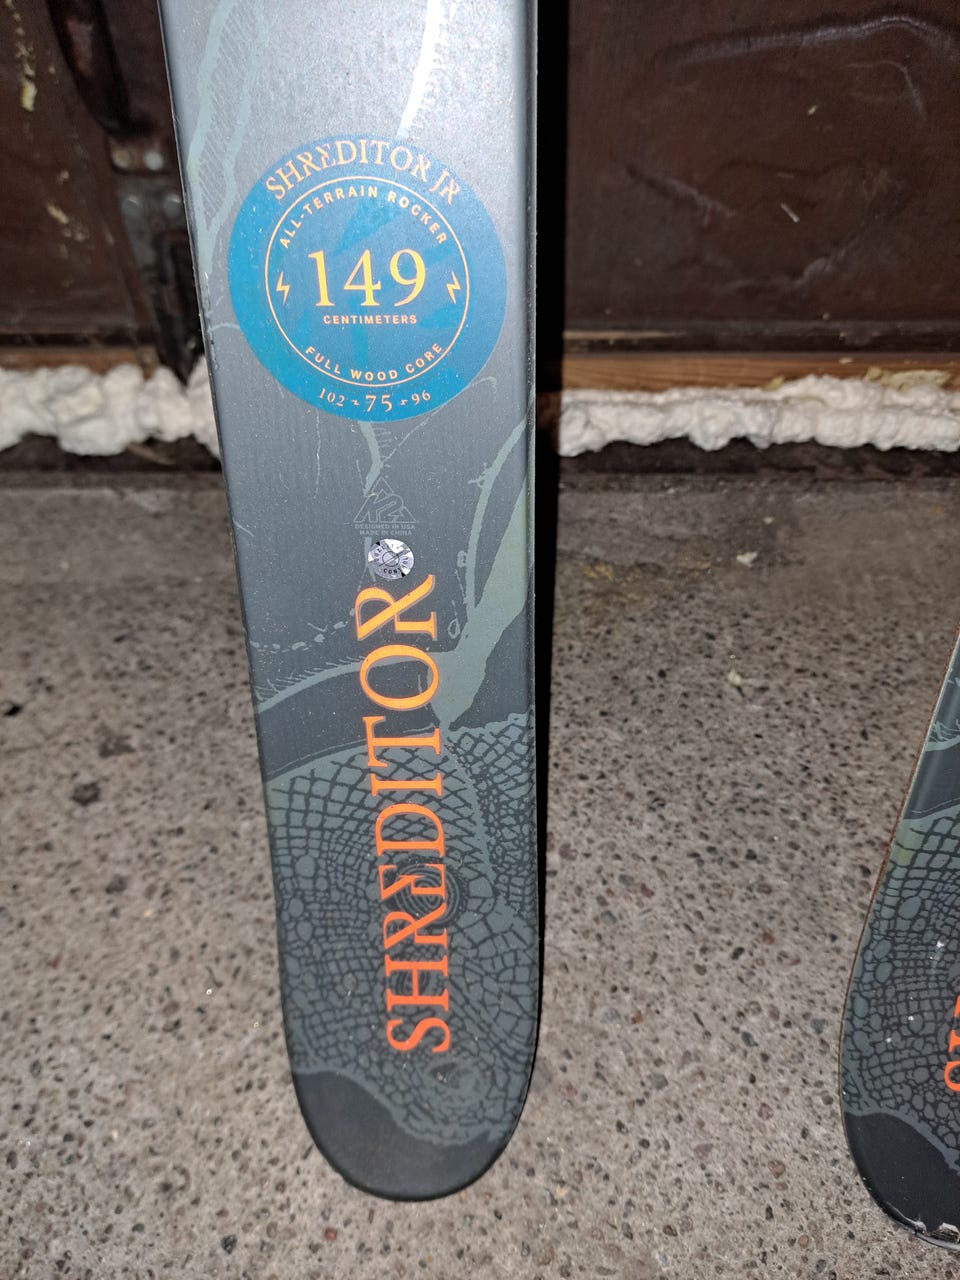 SHREDITOR JR
ALL-TERRAIN ROCKER
149
CENTIMETERS
FULL WOOD CORE
102 - 75 - 96
K2
DESIGNED IN USA
MADE IN CHINA
SHREDITOR